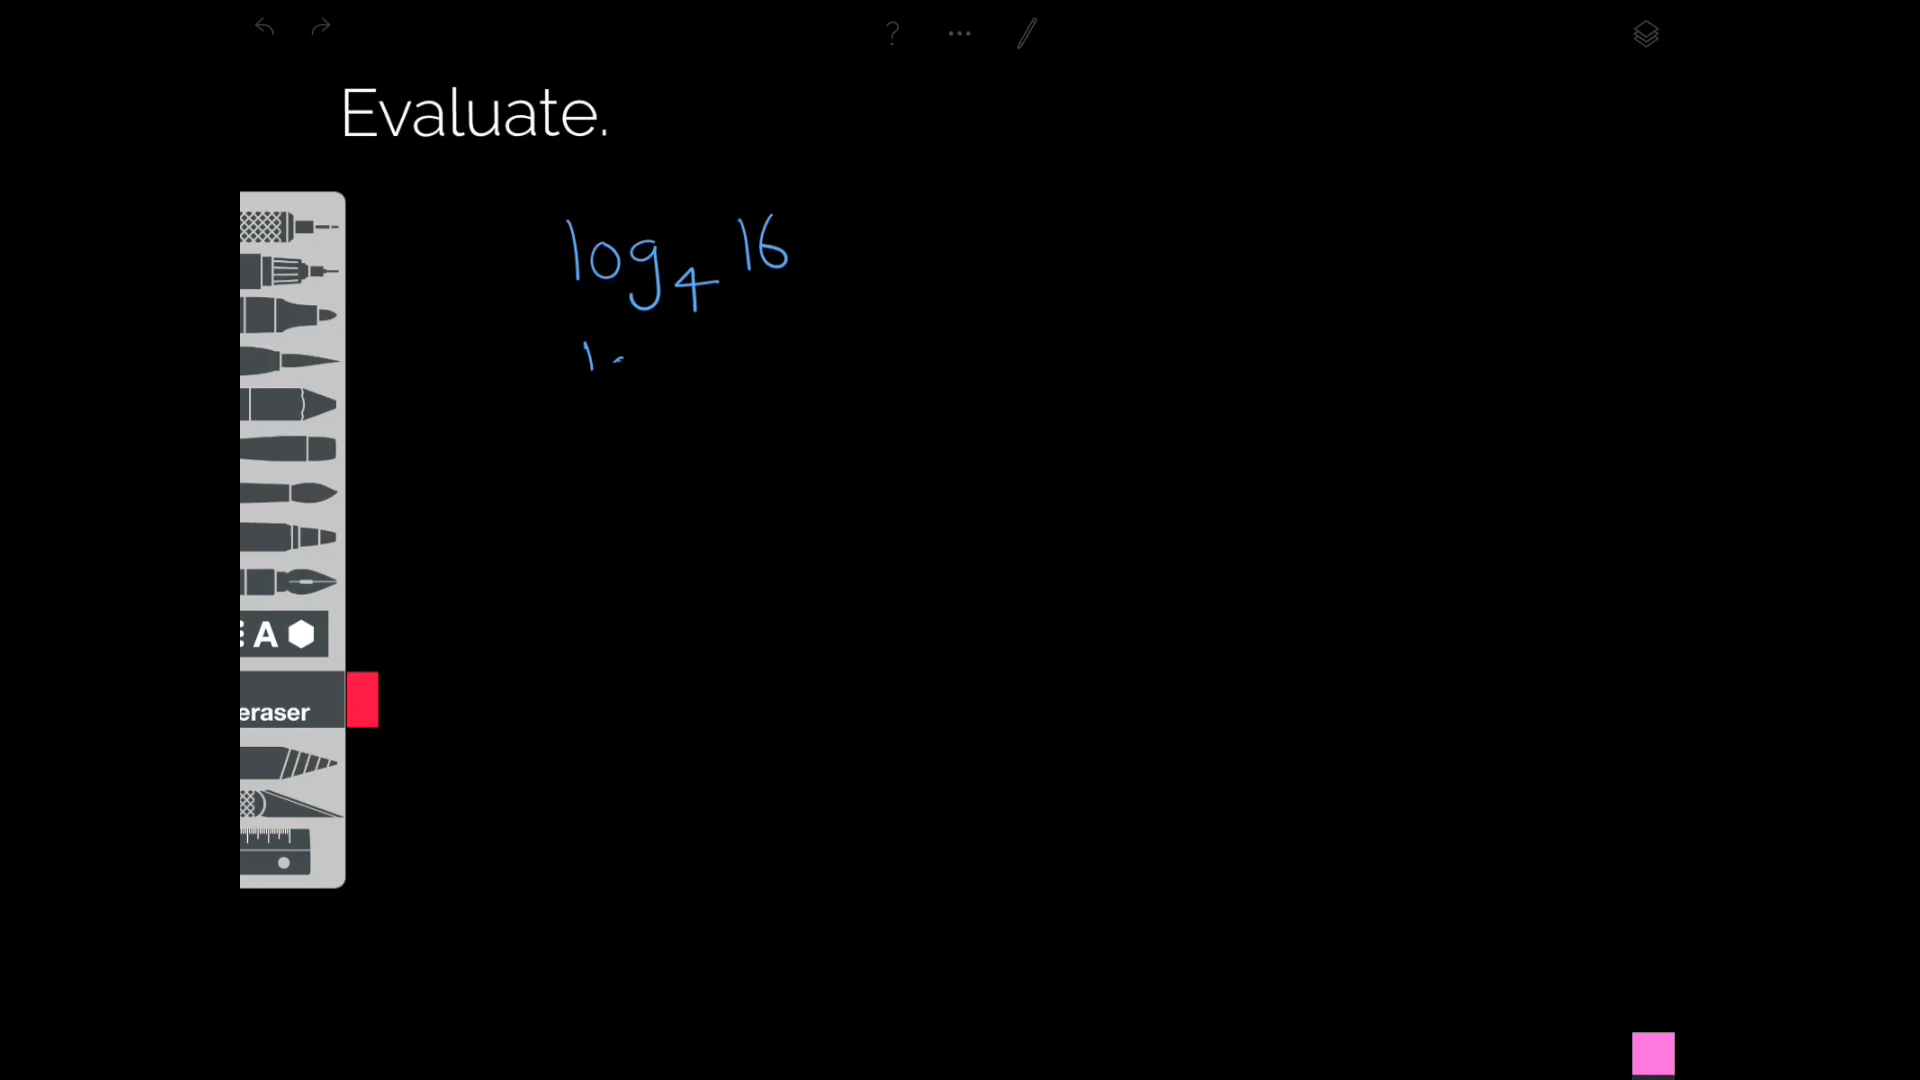 ?
Evaluate.
log₄ 16
A
eraser